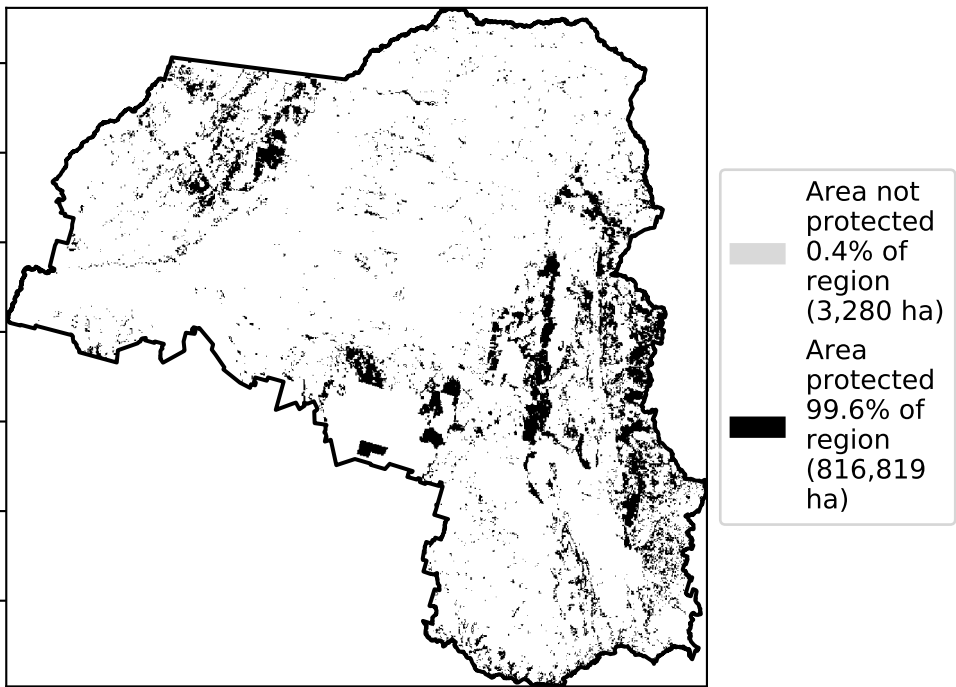 Area not
protected
0.4% of
region
(3,280 ha)
Area
protected
99.6% of
region
(816,819
ha)